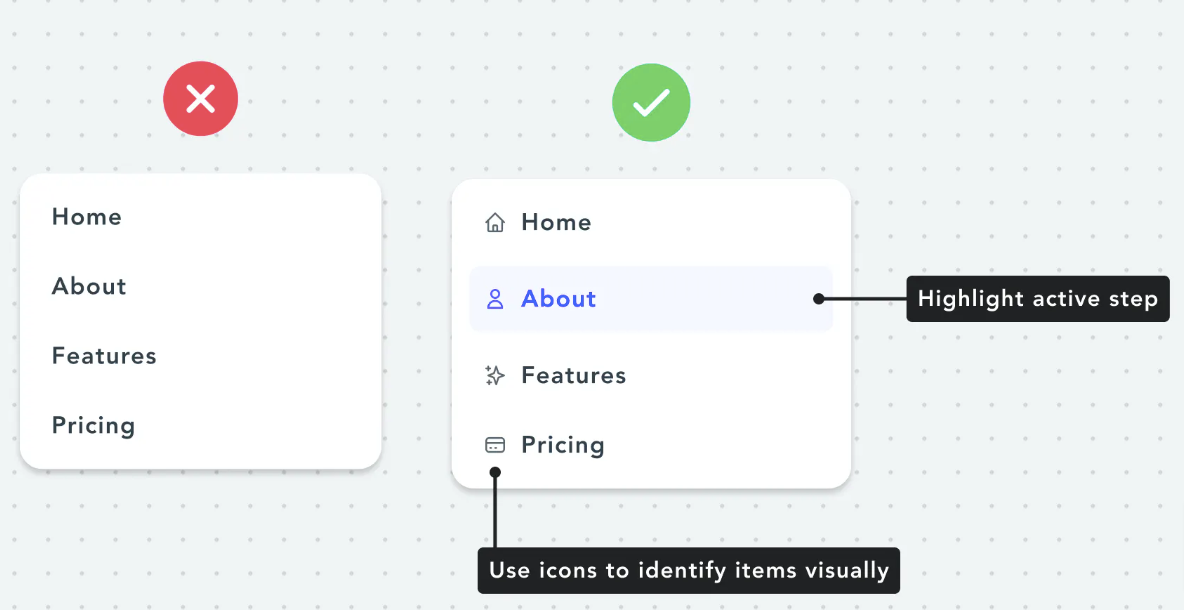 Home
About
Features
Pricing
Home
About
Features
Pricing
Highlight active step
Use icons to identify items visually